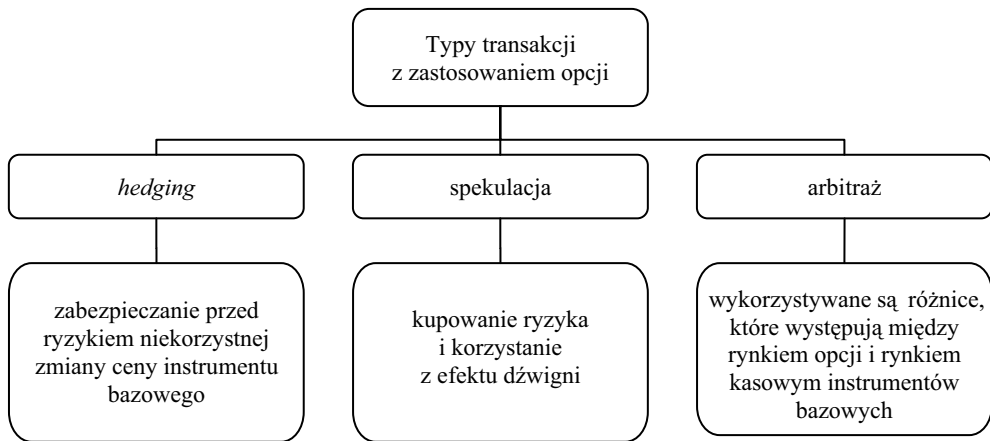 Typy transakcji
z zastosowaniem opcji
hedging
spekulacja
arbitraż
zabezpieczanie przed
ryzykiem niekorzystnej
zmiany ceny instrumentu
bazowego
kupowanie ryzyka
i korzystanie
z efektu dźwigni
wykorzystywane są różnice,
które występują między
rynkiem opcji i rynkiem
kasowym instrumentów
bazowych